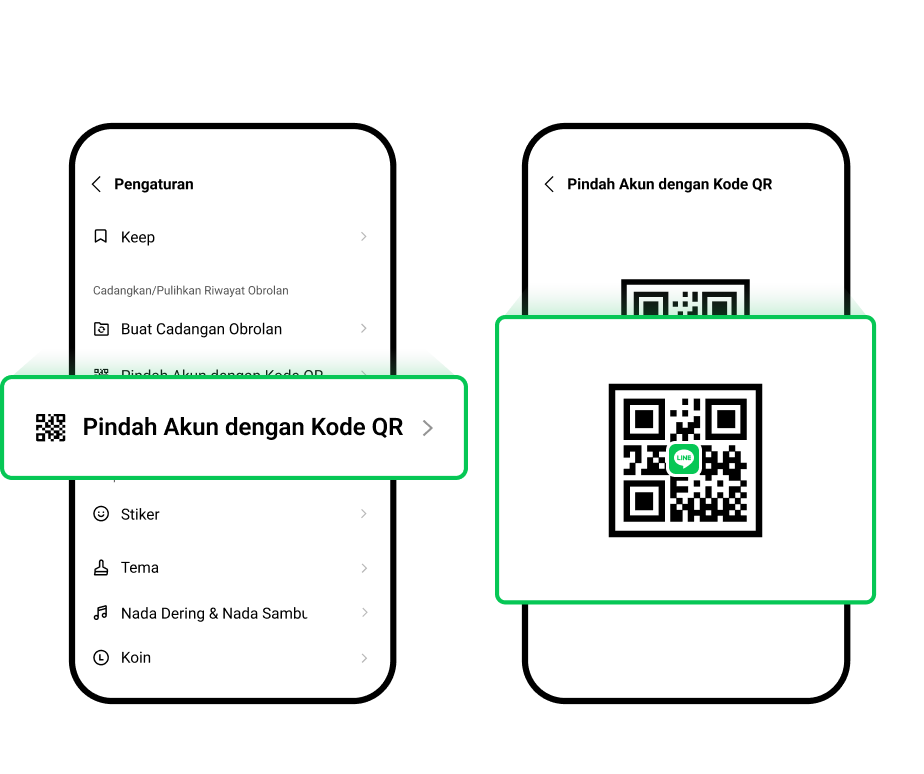 Pengaturan
Keep
Cadangkan/Pulihkan Riwayat Obrolan
Buat Cadangan Obrolan
Pindah Akun dengan Kode QR
Pindah Akun dengan Kode QR
Stiker
Tema
Nada Dering & Nada Sambu
Koin
Pindah Akun dengan Kode QR
LINE